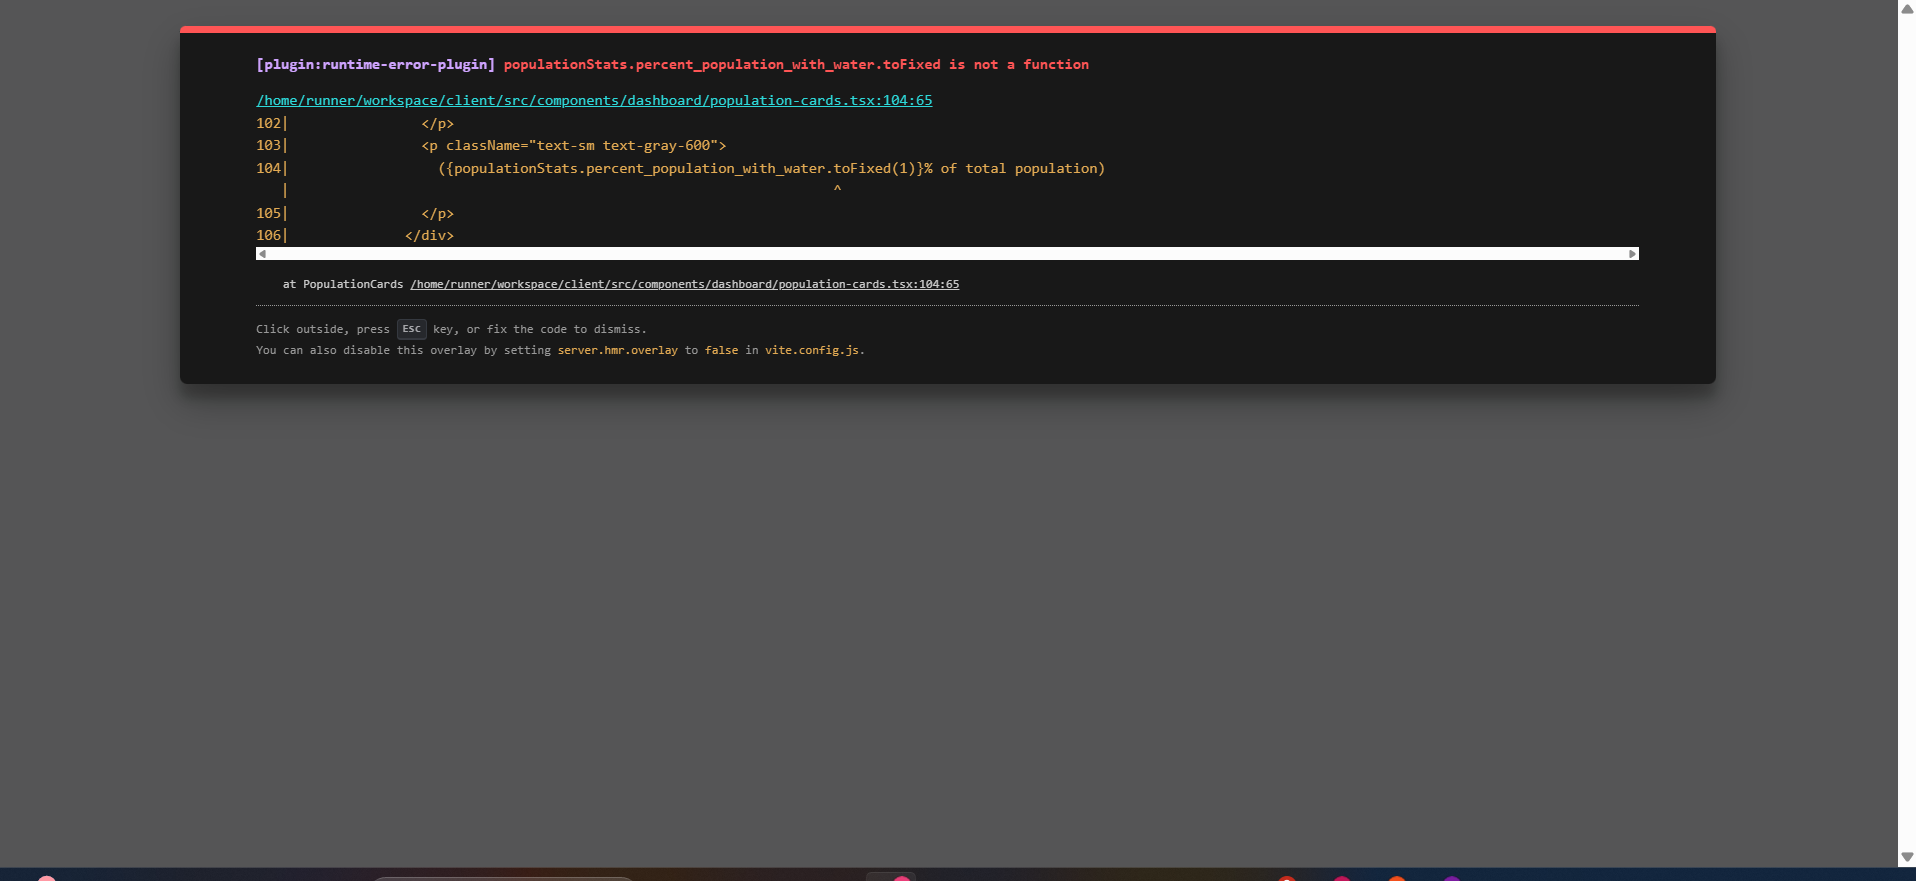 [plugin:runtime-error-plugin] populationStats.percent_population_with_water.toFixed is not a function
/home/runner/workspace/client/src/components/dashboard/population-cards.tsx:104:65
102|                </p>
103|                <p className="text-sm text-gray-600">
104|                  ({populationStats.percent_population_with_water.toFixed(1)}% of total population)
   |                                                                  ^
105|                </p>
106|              </div>
at PopulationCards /home/runner/workspace/client/src/components/dashboard/population-cards.tsx:104:65
Click outside, press Esc key, or fix the code to dismiss.
You can also disable this overlay by setting server.hmr.overlay to false in vite.config.js.